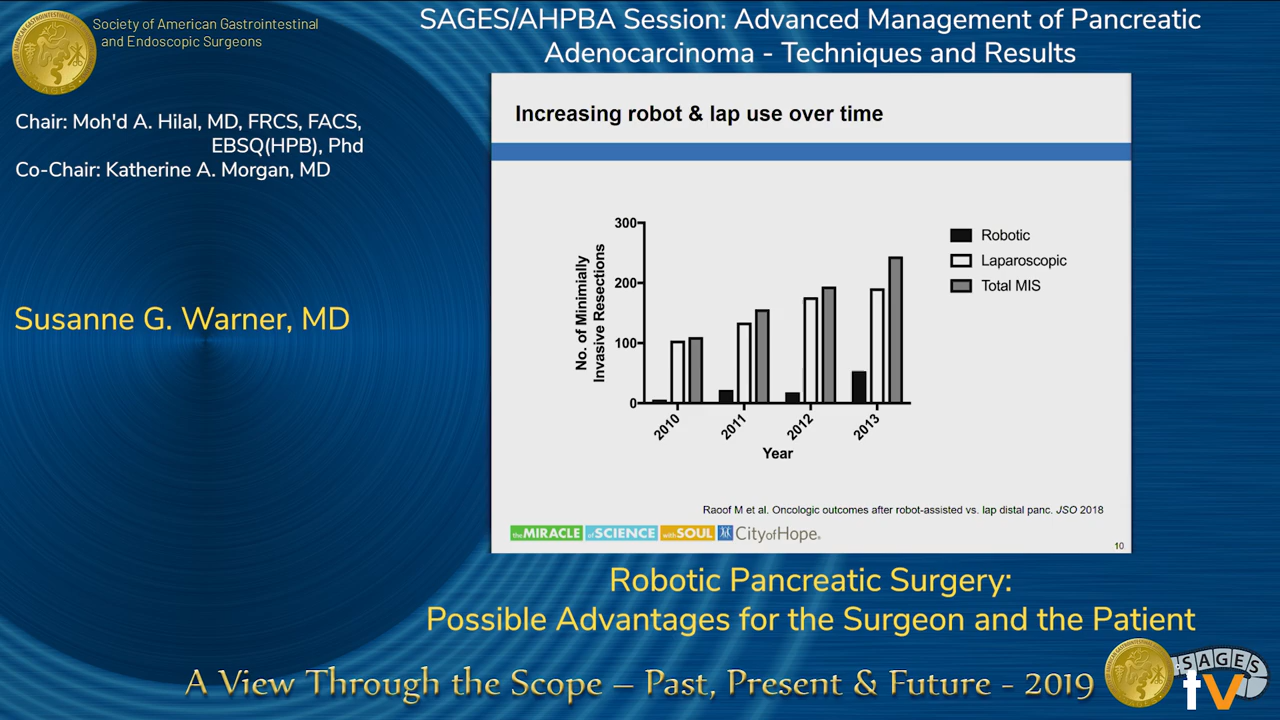 Society of American Gastrointestinal
and Endoscopic Surgeons
SAGES/AHPBA Session: Advanced Management of Pancreatic
Adenocarcinoma - Techniques and Results
Chair: Moh'd A. Hilal, MD, FRCS, FACS,
EBSQ(HPB), Phd
Co-Chair: Katherine A. Morgan, MD
Susanne G. Warner, MD
Increasing robot & lap use over time
No. of Minimially
Invasive Resections
300
200
100
0
2010
2011
2012
2013
Year
Robotic
Laparoscopic
Total MIS
Raoof M et al. Oncologic outcomes after robot-assisted vs. lap distal panc. JSO 2018
the MIRACLE of SCIENCE with SOUL City of Hope®
10
Robotic Pancreatic Surgery:
Possible Advantages for the Surgeon and the Patient
A View Through the Scope – Past, Present & Future - 2019
SAGES
tv